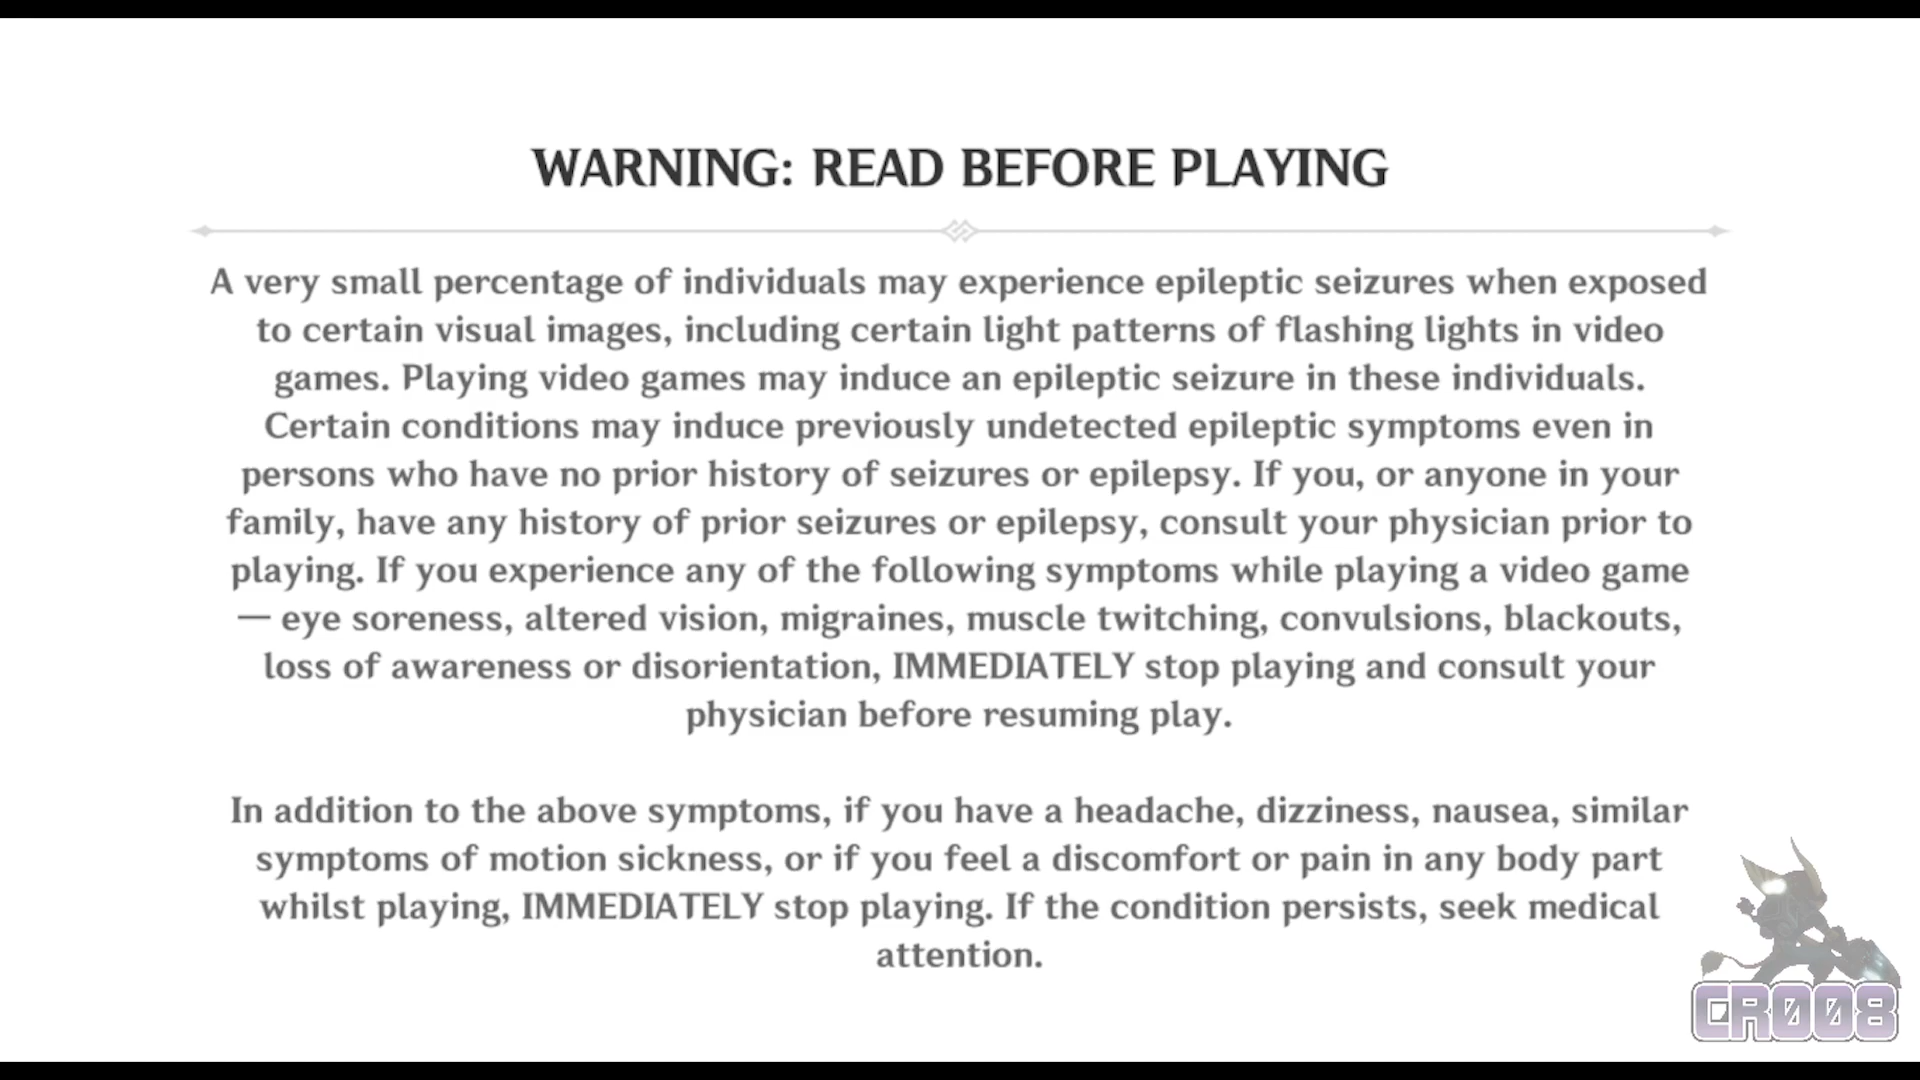 WARNING: READ BEFORE PLAYING
A very small percentage of individuals may experience epileptic seizures when exposed
to certain visual images, including certain light patterns of flashing lights in video
games. Playing video games may induce an epileptic seizure in these individuals.
Certain conditions may induce previously undetected epileptic symptoms even in
persons who have no prior history of seizures or epilepsy. If you, or anyone in your
family, have any history of prior seizures or epilepsy, consult your physician prior to
playing. If you experience any of the following symptoms while playing a video game
— eye soreness, altered vision, migraines, muscle twitching, convulsions, blackouts,
loss of awareness or disorientation, IMMEDIATELY stop playing and consult your
physician before resuming play.
In addition to the above symptoms, if you have a headache, dizziness, nausea, similar
symptoms of motion sickness, or if you feel a discomfort or pain in any body part
whilst playing, IMMEDIATELY stop playing. If the condition persists, seek medical
attention.
CR008